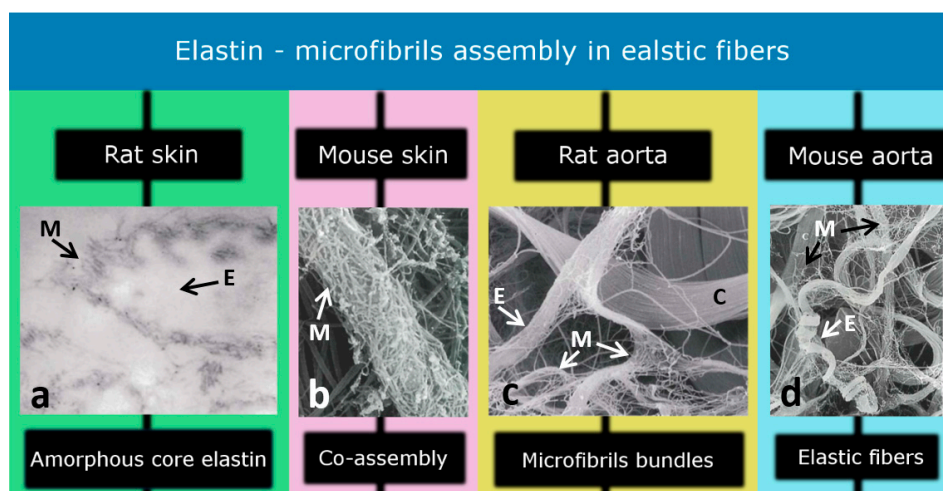 Elastin - microfibrils assembly in ealstic fibers
Rat skin
Mouse skin
Rat aorta
Mouse aorta
M
E
a
M
b
E
C
M
c
M
c
E
d
Amorphous core elastin
Co-assembly
Microfibrils bundles
Elastic fibers